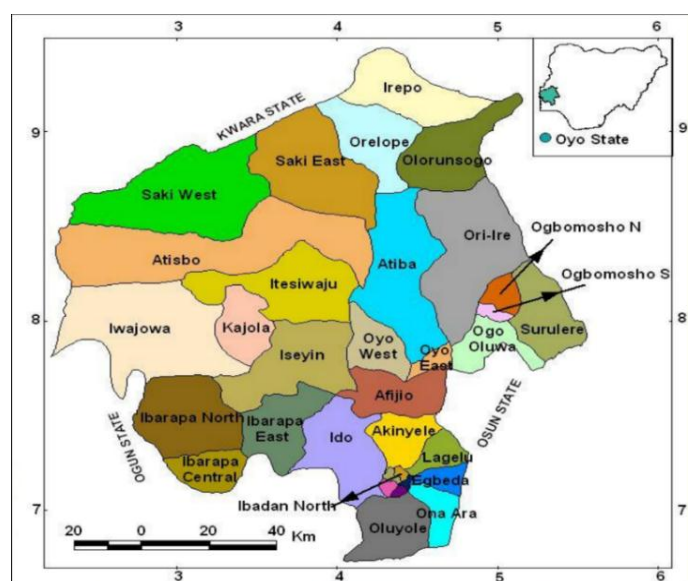 3 4 5 6
Irepo
KWARA STATE
9 9
Orelope
Oyo State
Saki East
Olorunsogo
Saki West
Ogbomosho N
Ori-Ire
Atisbo
Atiba
Ogbomosho S
Itesiwaju
8 8
Iwajowa
Kajola
Oyo
West
Ogo
Oluwa
Surulere
Iseyin
Oyo
East
Afijio
Ibarapa North
Ibarapa
East
Ido
Akinyele
OGUN STATE
OSUN STATE
Ibarapa
Central
Lagelu
Egbeda
7 7
Ibadan North
Ona Ara
Oluyole
20 0 20 40 Km
3 4 5 6